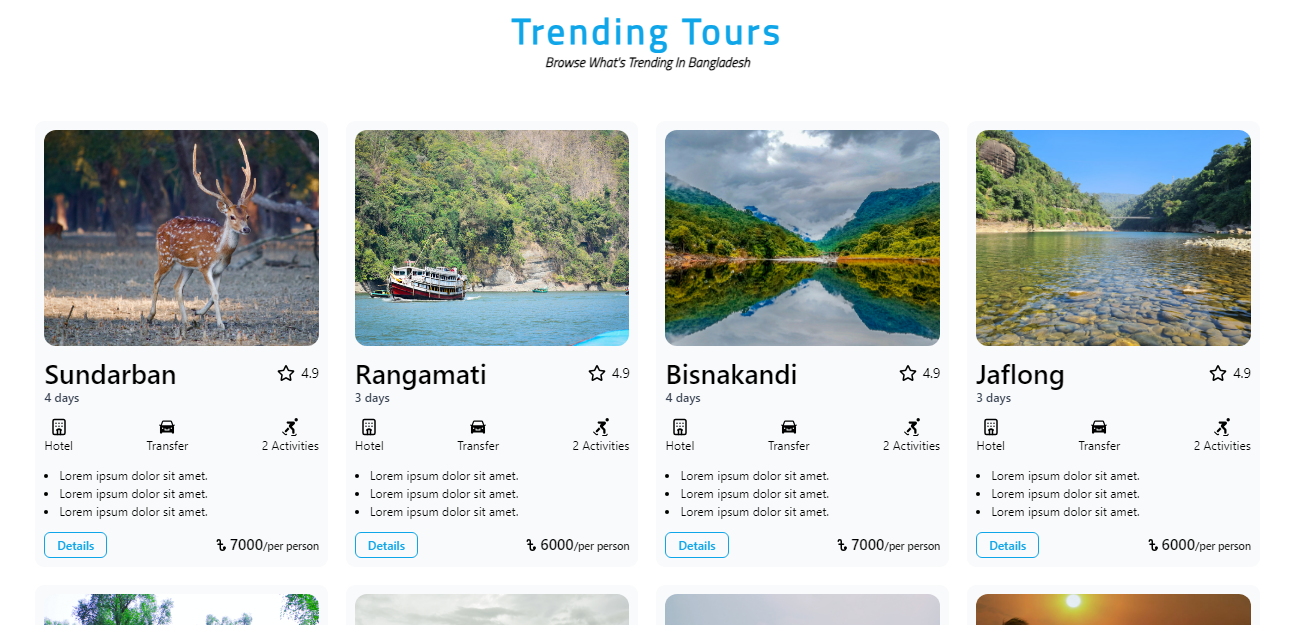 Trending Tours
Browse What's Trending In Bangladesh
Sundarban
4.9
4 days
Hotel
Transfer
2 Activities
Lorem ipsum dolor sit amet.
Lorem ipsum dolor sit amet.
Lorem ipsum dolor sit amet.
Details
৳ 7000/per person
Rangamati
4.9
3 days
Hotel
Transfer
2 Activities
Lorem ipsum dolor sit amet.
Lorem ipsum dolor sit amet.
Lorem ipsum dolor sit amet.
Details
৳ 6000/per person
Bisnakandi
4.9
4 days
Hotel
Transfer
2 Activities
Lorem ipsum dolor sit amet.
Lorem ipsum dolor sit amet.
Lorem ipsum dolor sit amet.
Details
৳ 7000/per person
Jaflong
4.9
3 days
Hotel
Transfer
2 Activities
Lorem ipsum dolor sit amet.
Lorem ipsum dolor sit amet.
Lorem ipsum dolor sit amet.
Details
৳ 6000/per person